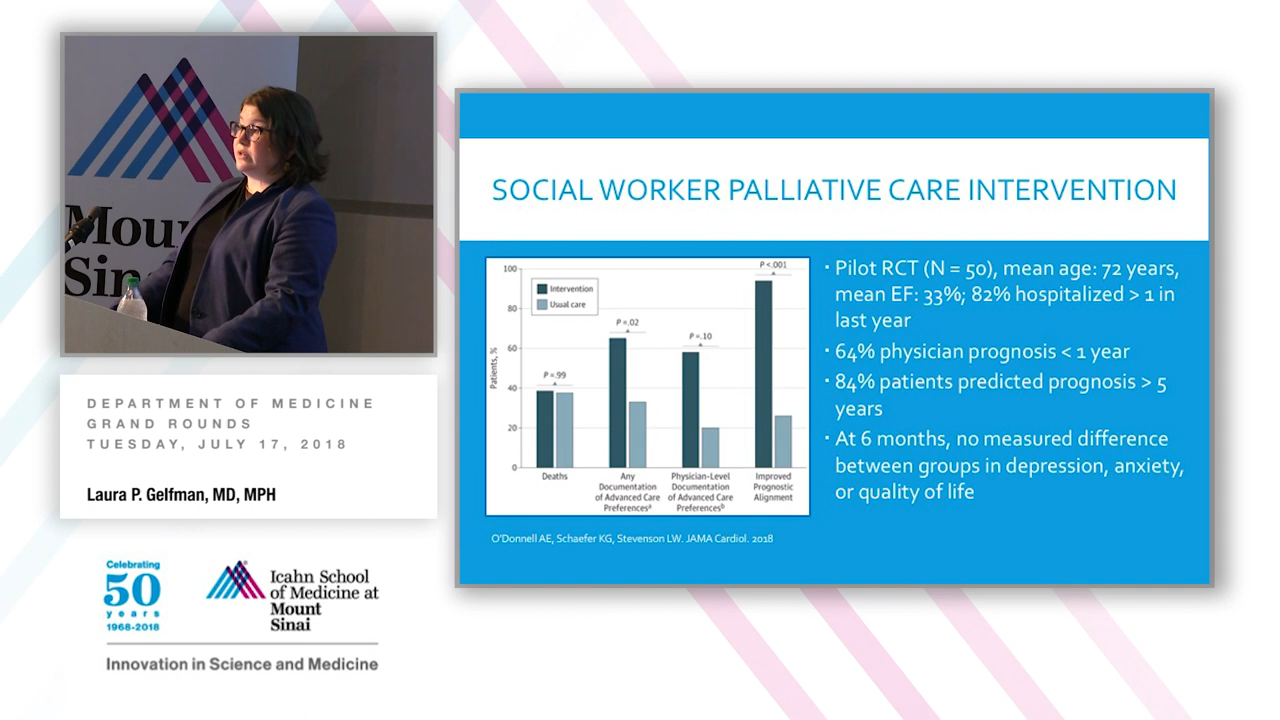 Mount
Sinai
DEPARTMENT OF MEDICINE
GRAND ROUNDS
TUESDAY, JULY 17, 2018
Laura P. Gelfman, MD, MPH
Celebrating
50
years
1968-2018
Icahn School
of Medicine at
Mount
Sinai
Innovation in Science and Medicine
SOCIAL WORKER PALLIATIVE CARE INTERVENTION
100
80
60
40
20
0
Patients, %
Intervention
Usual care
P =.99
P =.02
P =.10
P <.001
Deaths
Any
Documentation
of Advanced Care
Preferencesᵃ
Physician-Level
Documentation
of Advanced Care
Preferencesᵇ
Improved
Prognostic
Alignment
▪ Pilot RCT (N = 50), mean age: 72 years,
mean EF: 33%; 82% hospitalized > 1 in
last year
▪ 64% physician prognosis < 1 year
▪ 84% patients predicted prognosis > 5
years
▪ At 6 months, no measured difference
between groups in depression, anxiety,
or quality of life
O'Donnell AE, Schaefer KG, Stevenson LW. JAMA Cardiol. 2018